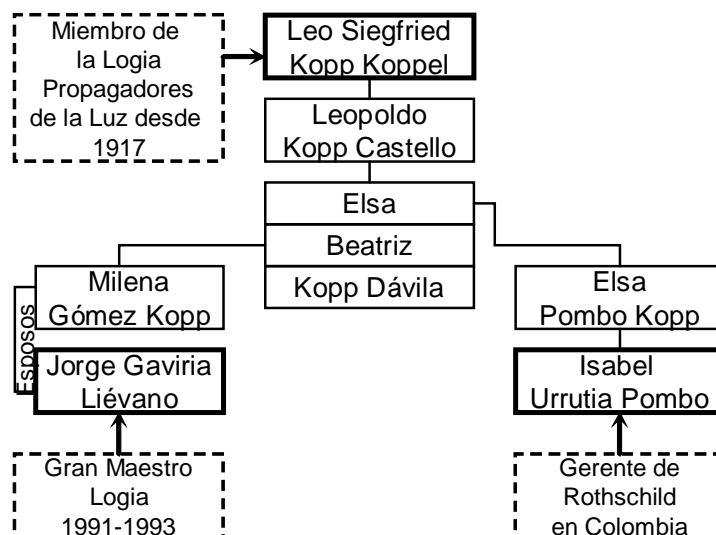 Miembro de
la Logia
Propagadores
de la Luz desde
1917
Leo Siegfried
Kopp Koppel
Leopoldo
Kopp Castello
Elsa
Beatriz
Kopp Dávila
Milena
Gómez Kopp
Esposos
Jorge Gaviria
Liévano
Gran Maestro
Logia
1991-1993
Elsa
Pombo Kopp
Isabel
Urrutia Pombo
Gerente de
Rothschild
en Colombia